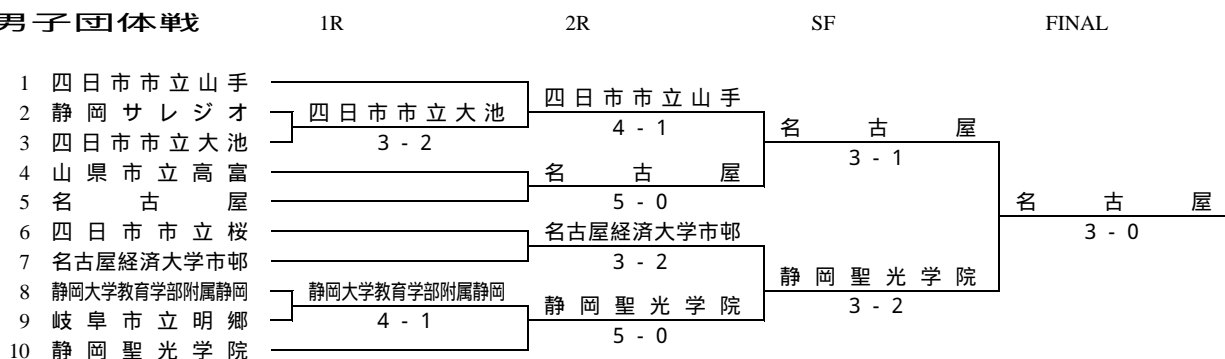 男子団体戦 1R 2R SF FINAL
1 四日市市立山手
四日市市立山手
2 静岡サレジオ 四日市市立大池
4 - 1
3 四日市市立大池 3 - 2 名古屋
3 - 1
4 山県市立高富 名古屋
5 名古屋 5 - 0 名古屋
3 - 0
6 四日市市立桜 名古屋経済大学市邨
7 名古屋経済大学市邨 3 - 2
静岡聖光学院
8 静岡大学教育学部附属静岡 静岡大学教育学部附属静岡
静岡聖光学院 3 - 2
9 岐阜市立明郷 4 - 1
5 - 0
10 静岡聖光学院